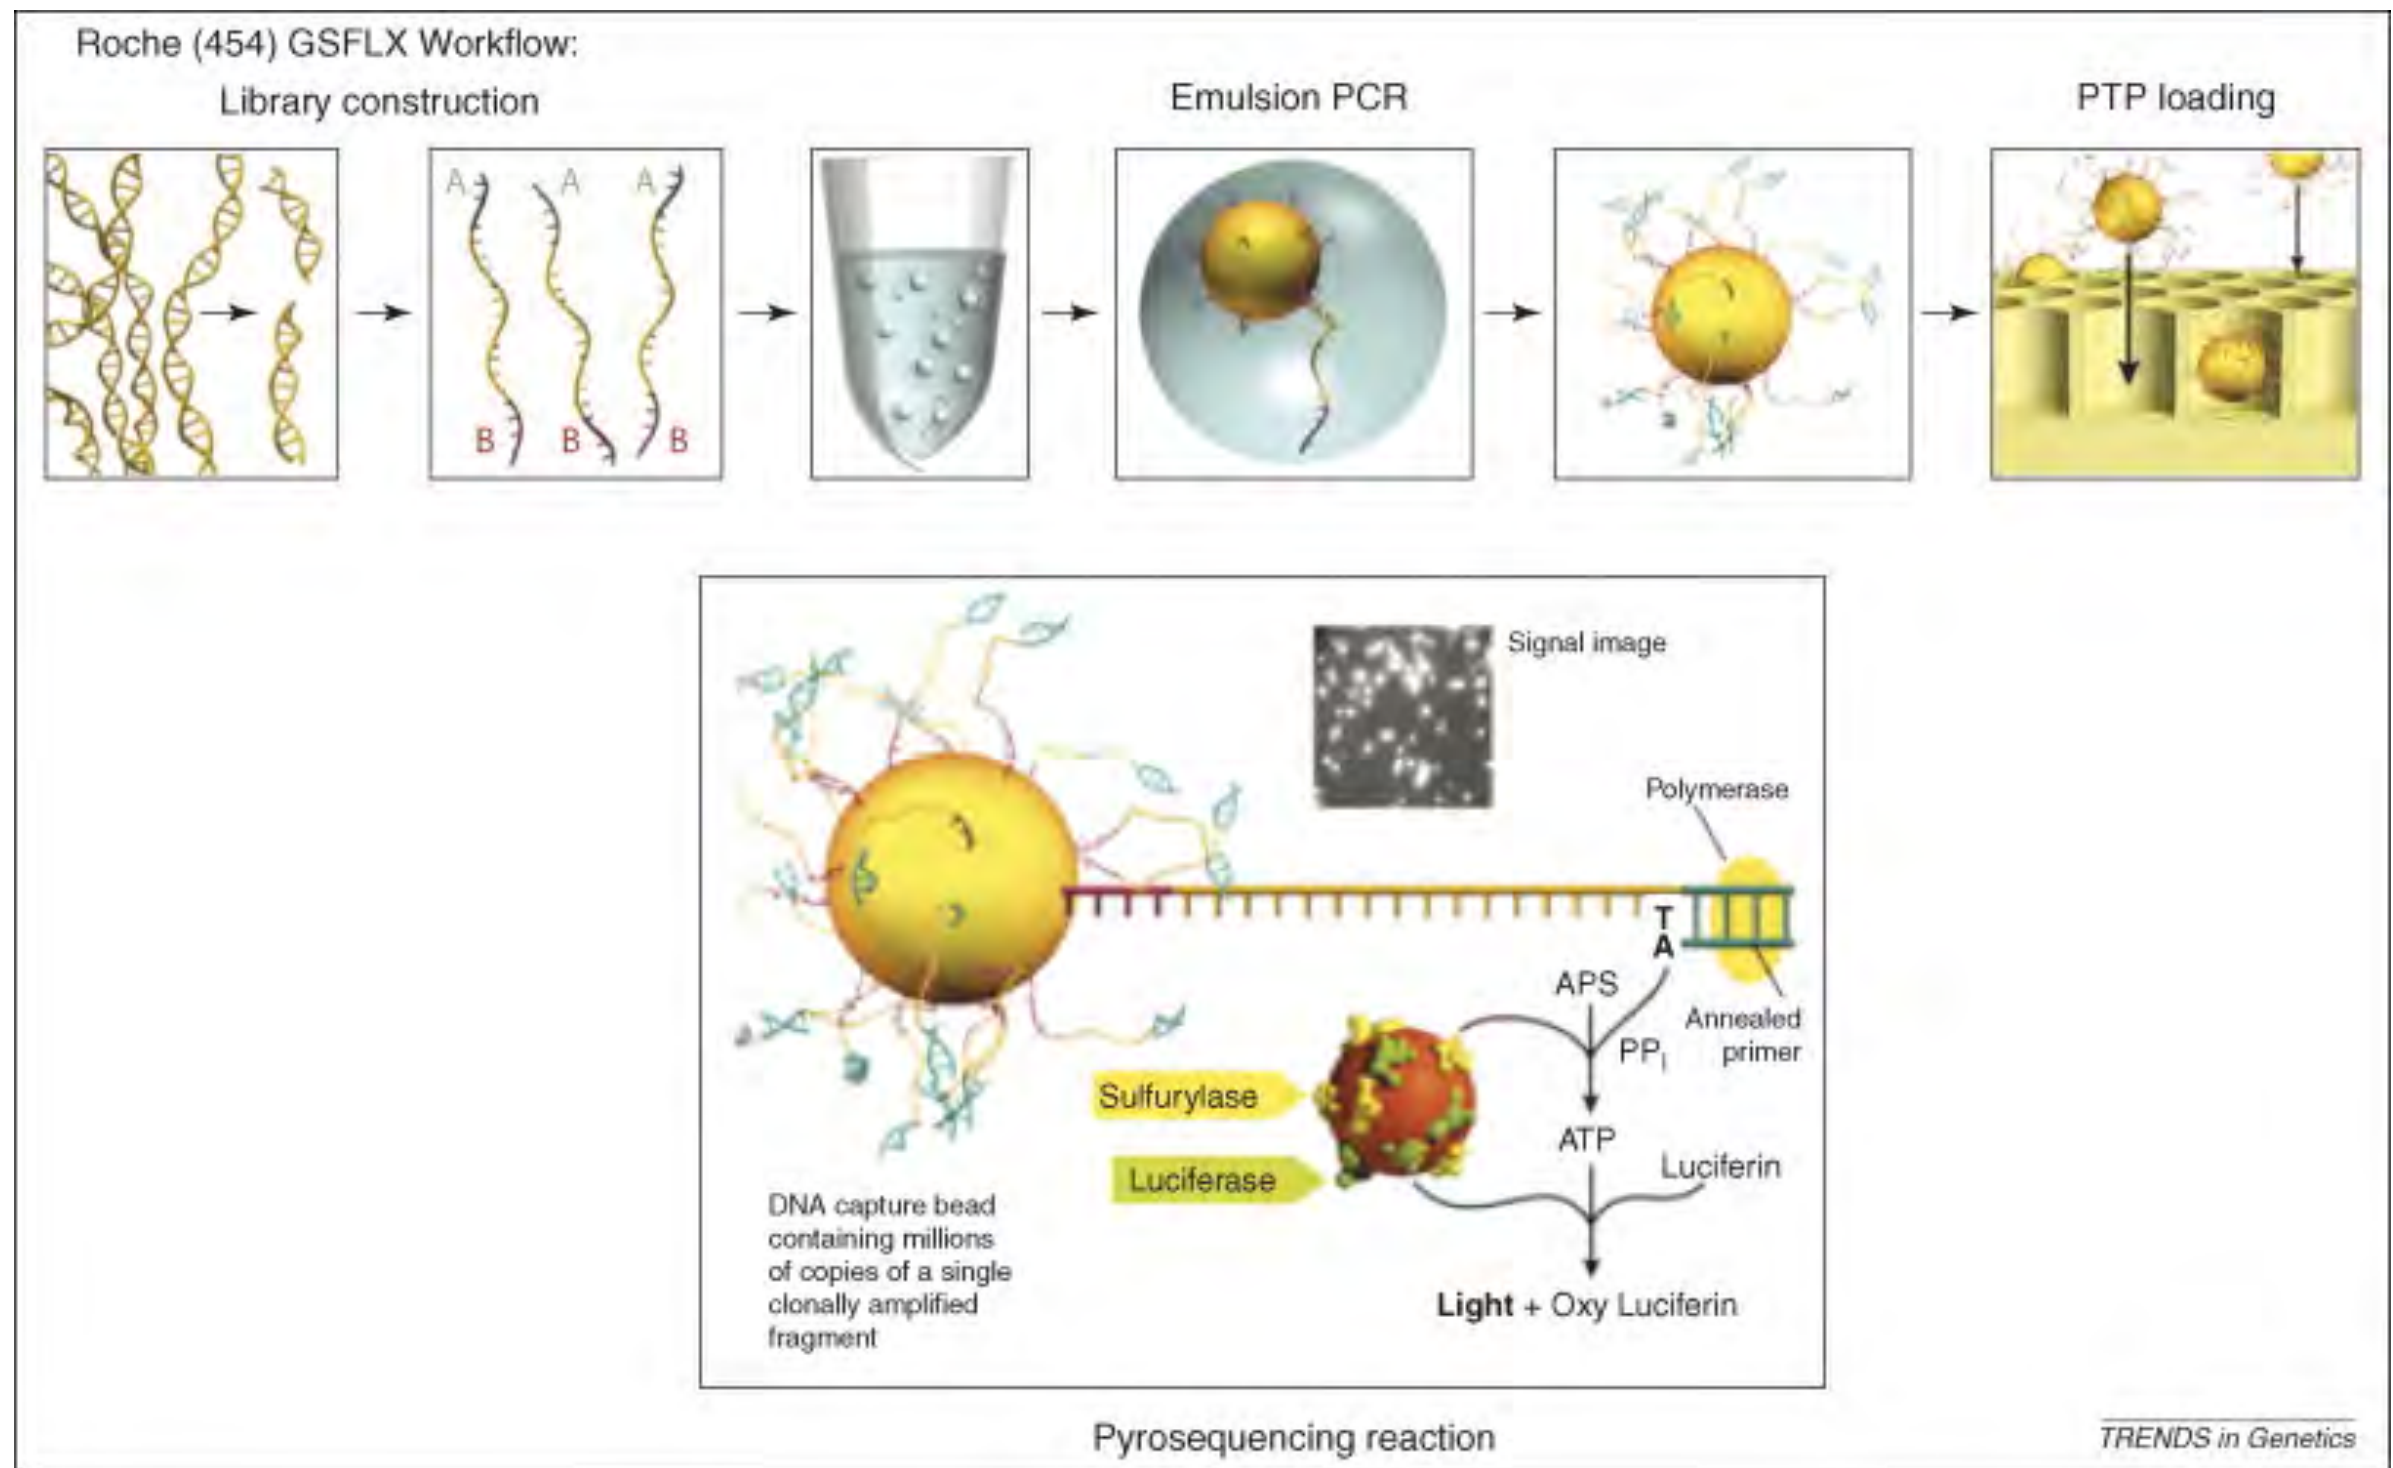 Roche (454) GSFLX Workflow:
Library construction
Emulsion PCR
PTP loading
A
A
A
B
B
B
Signal image
Polymerase
T
A
APS
Annealed
primer
PPi
Sulfurylase
ATP
Luciferin
Luciferase
DNA capture bead
containing millions
of copies of a single
clonally amplified
fragment
Light + Oxy Luciferin
Pyrosequencing reaction
TRENDS in Genetics